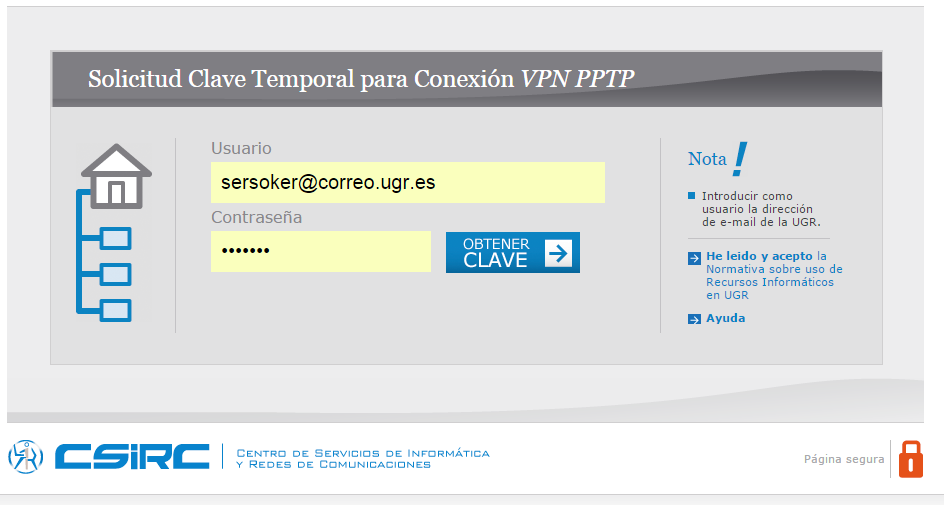 Solicitud Clave Temporal para Conexión VPN PPTP
Usuario
sersoker@correo.ugr.es
Contraseña
•••••••
OBTENER
CLAVE
Nota !
Introducir como
usuario la dirección
de e-mail de la UGR.
He leido y acepto la
Normativa sobre uso de
Recursos Informáticos
en UGR
Ayuda
CSIRC
Centro de Servicios de Informática
y Redes de Comunicaciones
Página segura